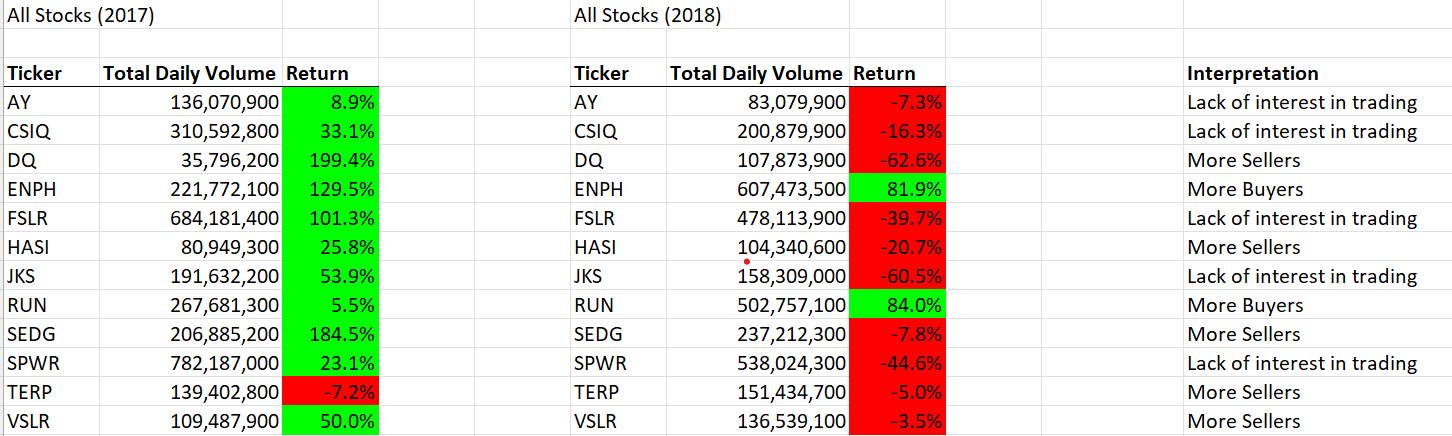 All Stocks (2017) All Stocks (2018)
Ticker Total Daily Volume Return Ticker Total Daily Volume Return Interpretation
AY 136,070,900 8.9% AY 83,079,900 -7.3% Lack of interest in trading
CSIQ 310,592,800 33.1% CSIQ 200,879,900 -16.3% Lack of interest in trading
DQ 35,796,200 199.4% DQ 107,873,900 -62.6% More Sellers
ENPH 221,772,100 129.5% ENPH 607,473,500 81.9% More Buyers
FSLR 684,181,400 101.3% FSLR 478,113,900 -39.7% Lack of interest in trading
HASI 80,949,300 25.8% HASI 104,340,600 -20.7% More Sellers
JKS 191,632,200 53.9% JKS 158,309,000 -60.5% Lack of interest in trading
RUN 267,681,300 5.5% RUN 502,757,100 84.0% More Buyers
SEDG 206,885,200 184.5% SEDG 237,212,300 -7.8% More Sellers
SPWR 782,187,000 23.1% SPWR 538,024,300 -44.6% Lack of interest in trading
TERP 139,402,800 -7.2% TERP 151,434,700 -5.0% More Sellers
VSLR 109,487,900 50.0% VSLR 136,539,100 -3.5% More Sellers